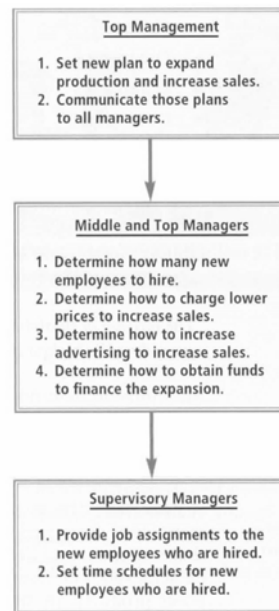 Top Management
1. Set new plan to expand
production and increase sales.
2. Communicate those plans
to all managers.
Middle and Top Managers
1. Determine how many new
employees to hire.
2. Determine how to charge lower
prices to increase sales.
3. Determine how to increase
advertising to increase sales.
4. Determine how to obtain funds
to finance the expansion.
Supervisory Managers
1. Provide job assignments to the
new employees who are hired.
2. Set time schedules for new
employees who are hired.